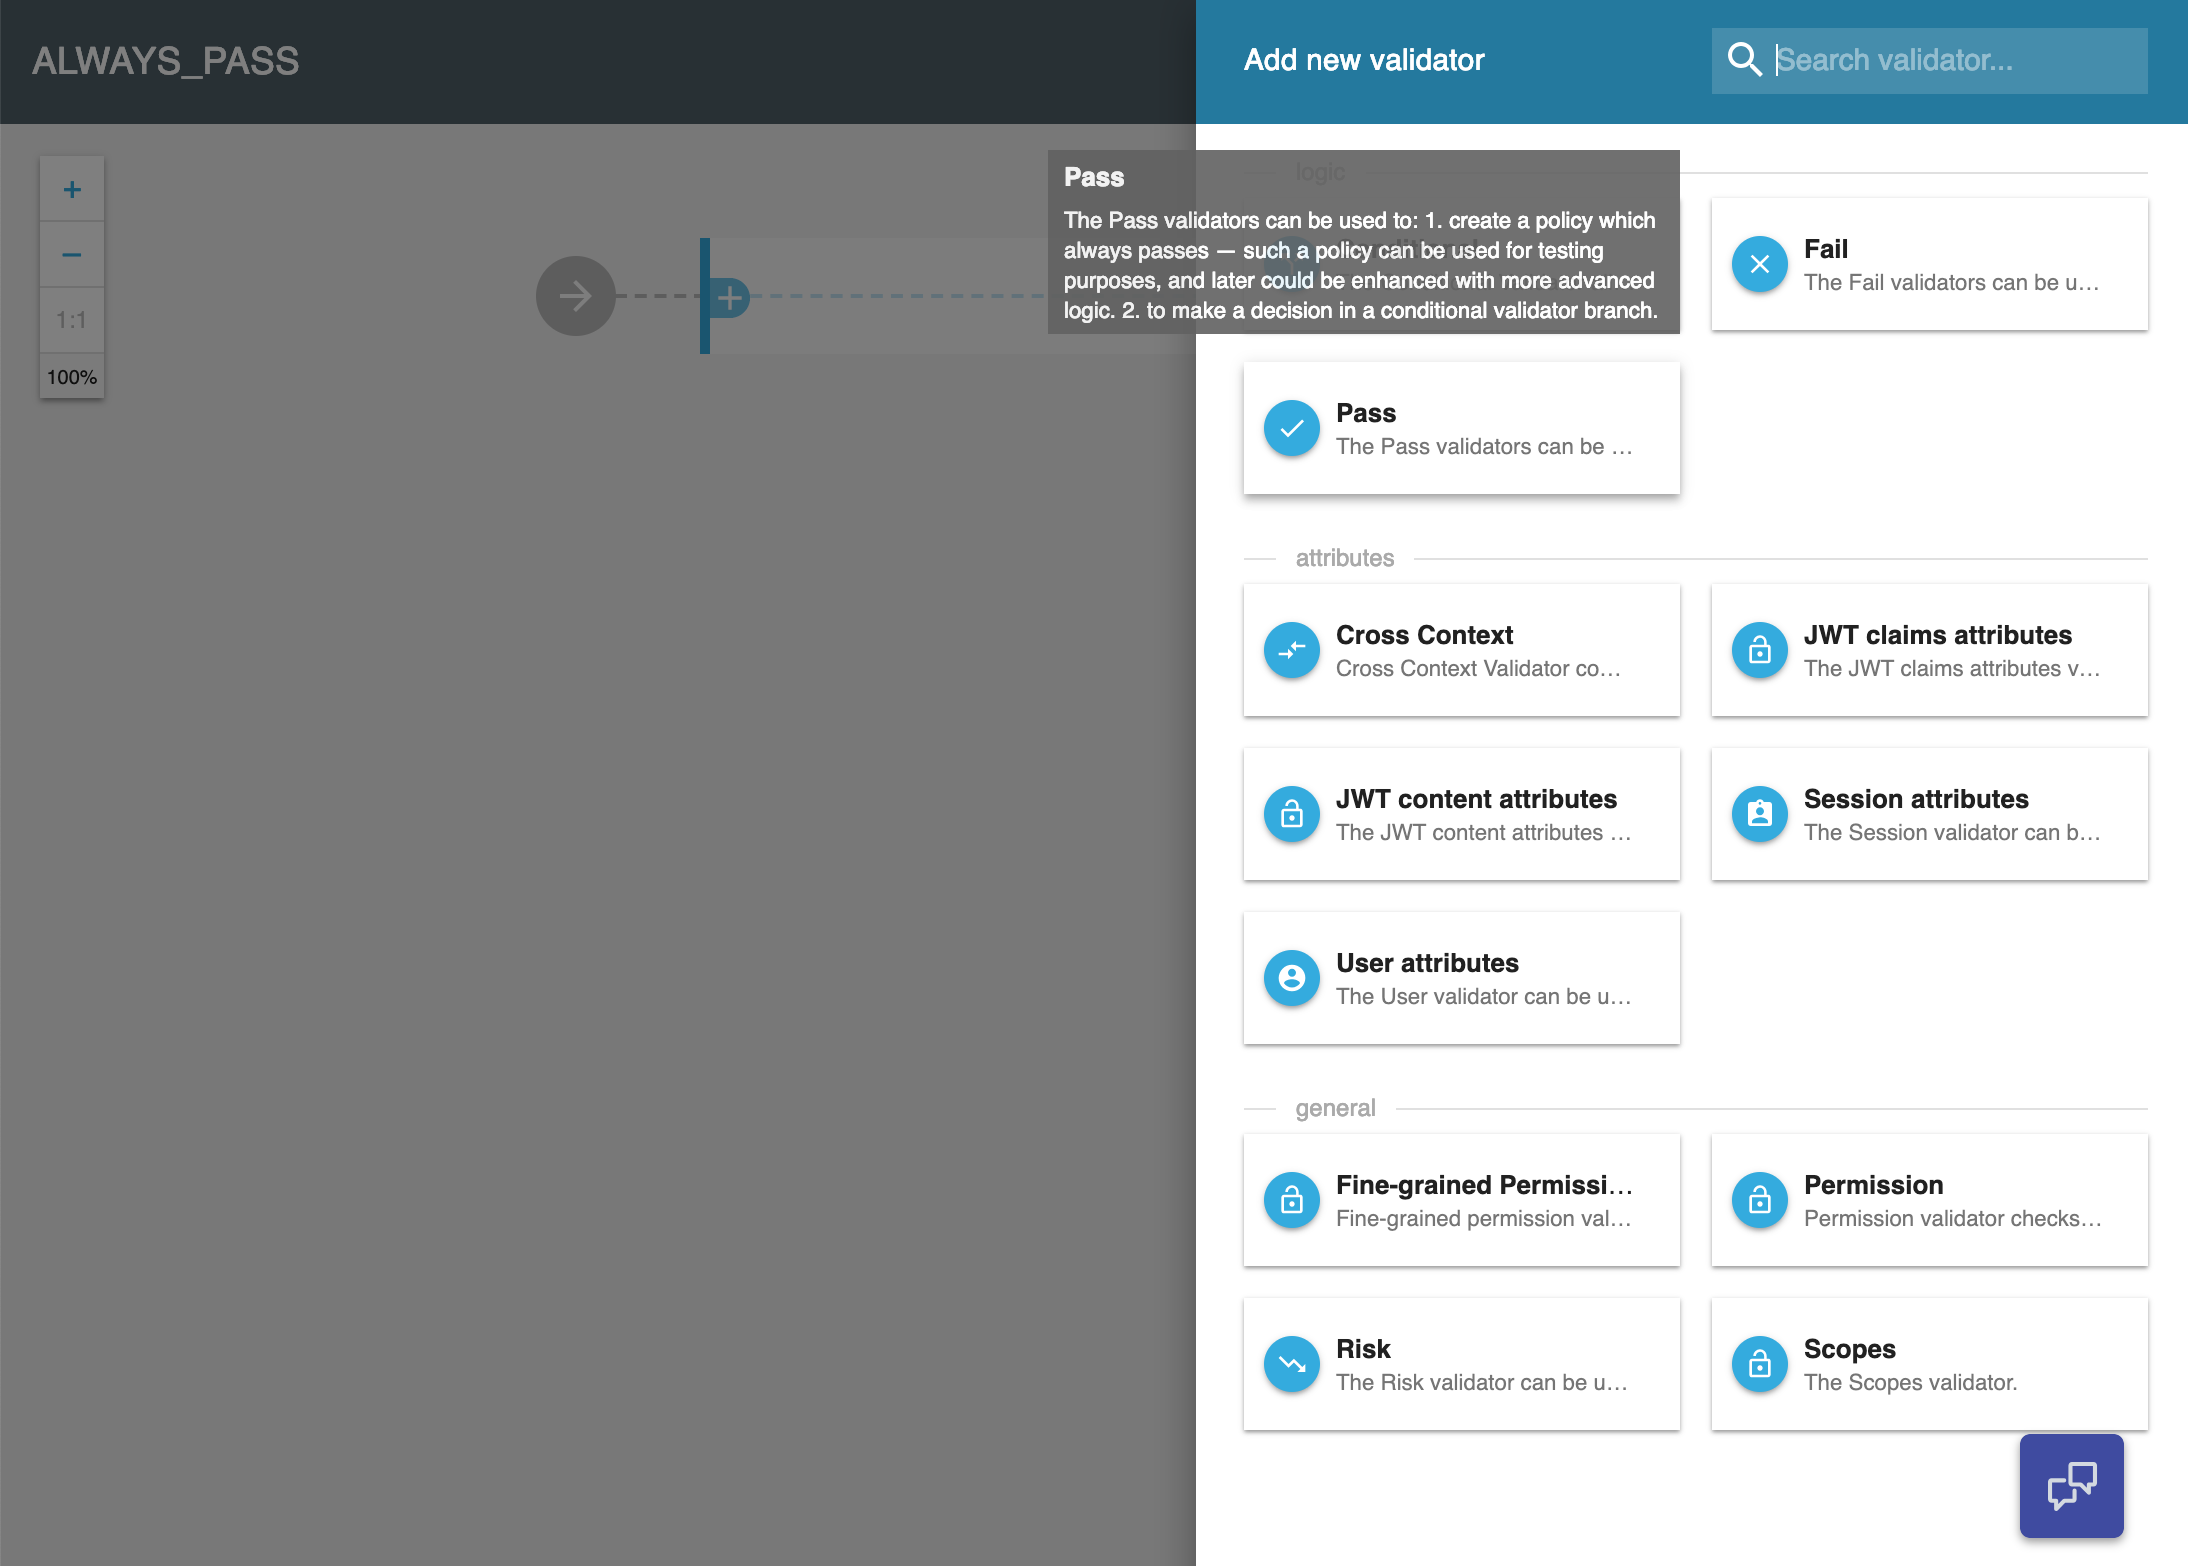 ALWAYS_PASS
Add new validator
Search validator...
+
−
1:1
100%
logic
Pass
The Pass validators can be used to: 1. create a policy which
always passes — such a policy can be used for testing
purposes, and later could be enhanced with more advanced
logic. 2. to make a decision in a conditional validator branch.
Conditional
Fail
The Fail validators can be u...
Pass
The Pass validators can be ...
attributes
Cross Context
Cross Context Validator co...
JWT claims attributes
The JWT claims attributes v...
JWT content attributes
The JWT content attributes ...
Session attributes
The Session validator can b...
User attributes
The User validator can be u...
general
Fine-grained Permissi...
Fine-grained permission val...
Permission
Permission validator checks...
Risk
The Risk validator can be u...
Scopes
The Scopes validator.